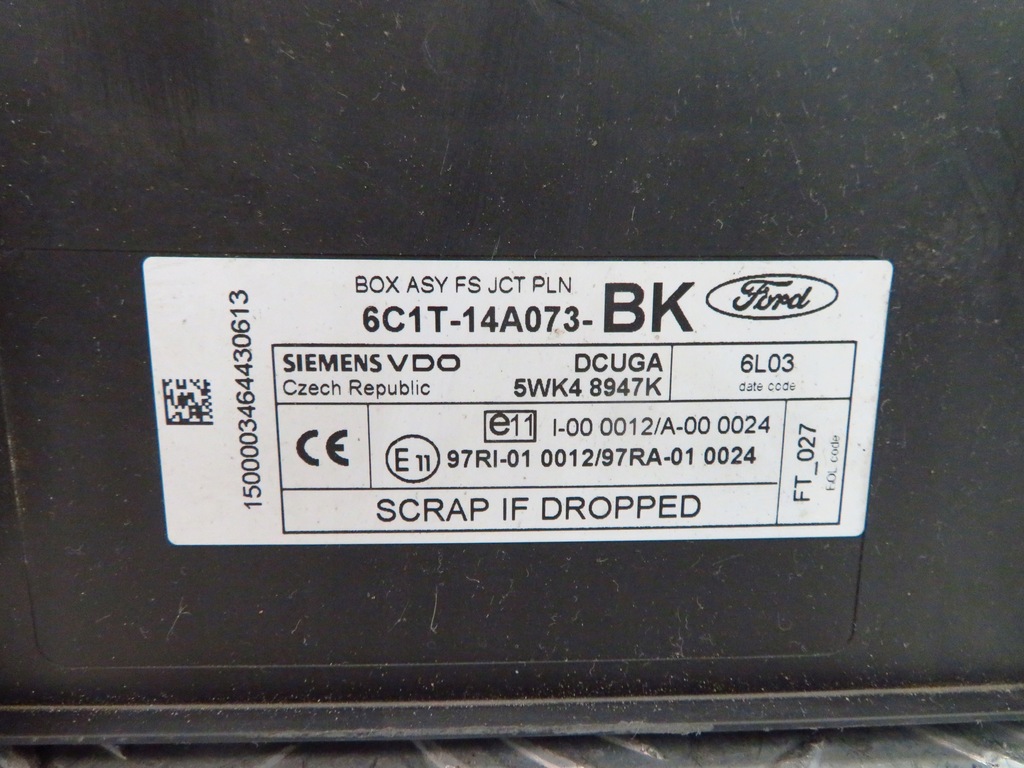 BOX ASY FS JCT PLN
6C1T-14A073-BK Ford
SIEMENS VDO DCUGA 6L03
Czech Republic 5WK4 8947K date code
e11 I-00 0012/A-00 0024
CE E11 97RI-01 0012/97RA-01 0024
SCRAP IF DROPPED
FT_027
1500003464430613